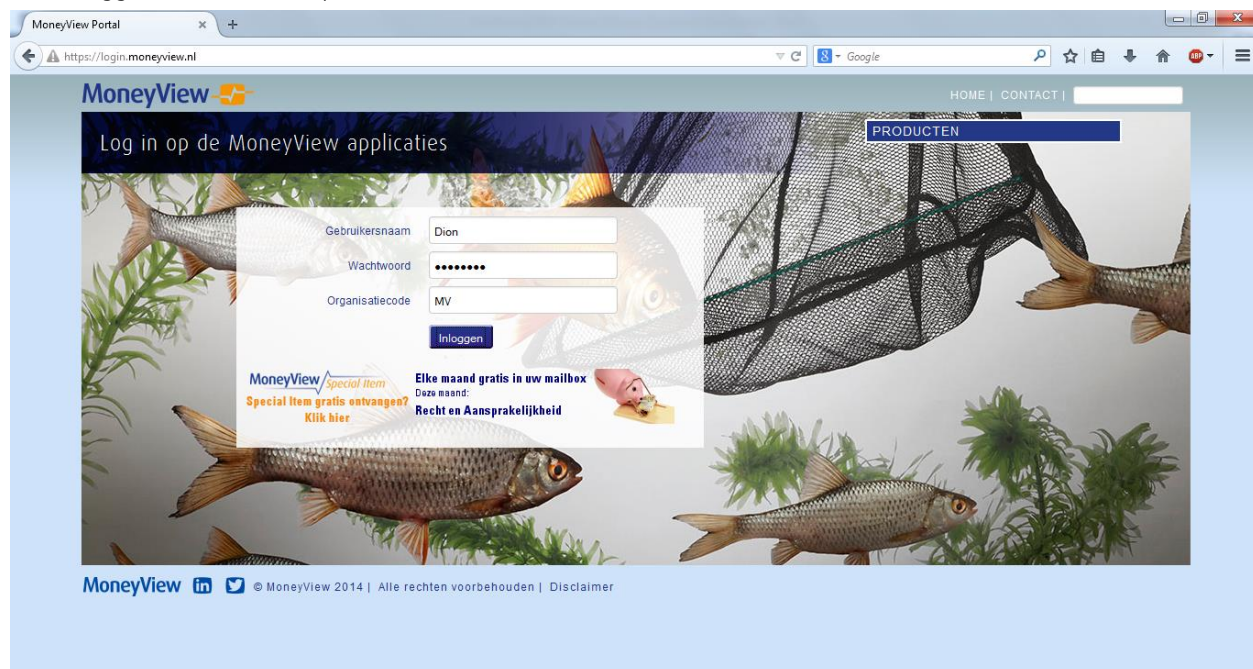 MoneyView Portal
https://login.moneyview.nl
Google
ABP
MoneyView
HOME | CONTACT |
Log in op de MoneyView applicaties
PRODUCTEN
Gebruikersnaam Dion
Wachtwoord ••••••••
Organisatiecode MV
Inloggen
MoneyView Special Item
Special Item gratis ontvangen?
Klik hier
Elke maand gratis in uw mailbox
Deze maand:
Recht en Aansprakelijkheid
MoneyView in © MoneyView 2014 | Alle rechten voorbehouden | Disclaimer